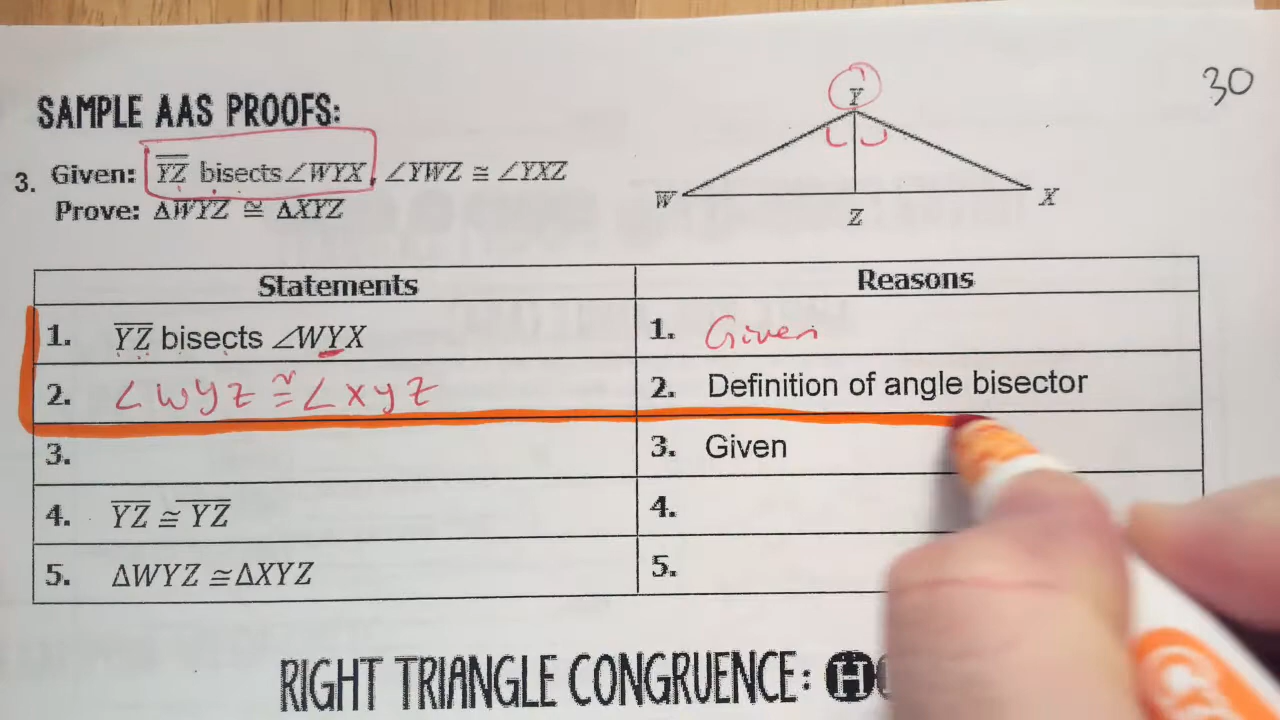 30
SAMPLE AAS PROOFS:
3. Given: YZ bisects ∠WYX, ∠YWZ ≅ ∠YXZ
Prove: ΔWYZ ≅ ΔXYZ
Y
W
X
Z
Statements
Reasons
1. YZ bisects ∠WYX
1. Given
2. ∠WYZ ≅ ∠XYZ
2. Definition of angle bisector
3.
3. Given
4. YZ ≅ YZ
4.
5. ΔWYZ ≅ ΔXYZ
5.
RIGHT TRIANGLE CONGRUENCE: H